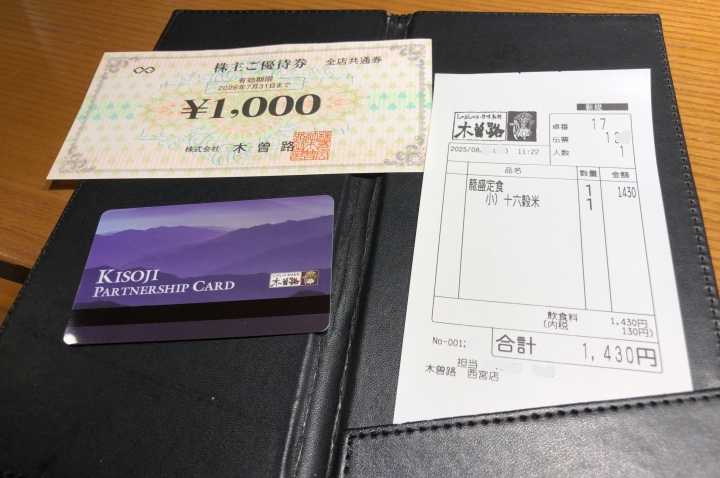 株主ご優待券 全店共通券
有効期限
2026年7月31日まで
¥1,000
株式会社 木曽路
KISOJI
PARTNERSHIP CARD
木曽路
木曽路
卓番 17
伝票 12
人数 1
2025/08. ( ) 11:22
品名 数量 金額
籠盛定食 1 1430
小)十六穀米 1
飲食料 1,430円
(内税 130円)
合計 1,430円
No-001
担当
木曽路 西宮店